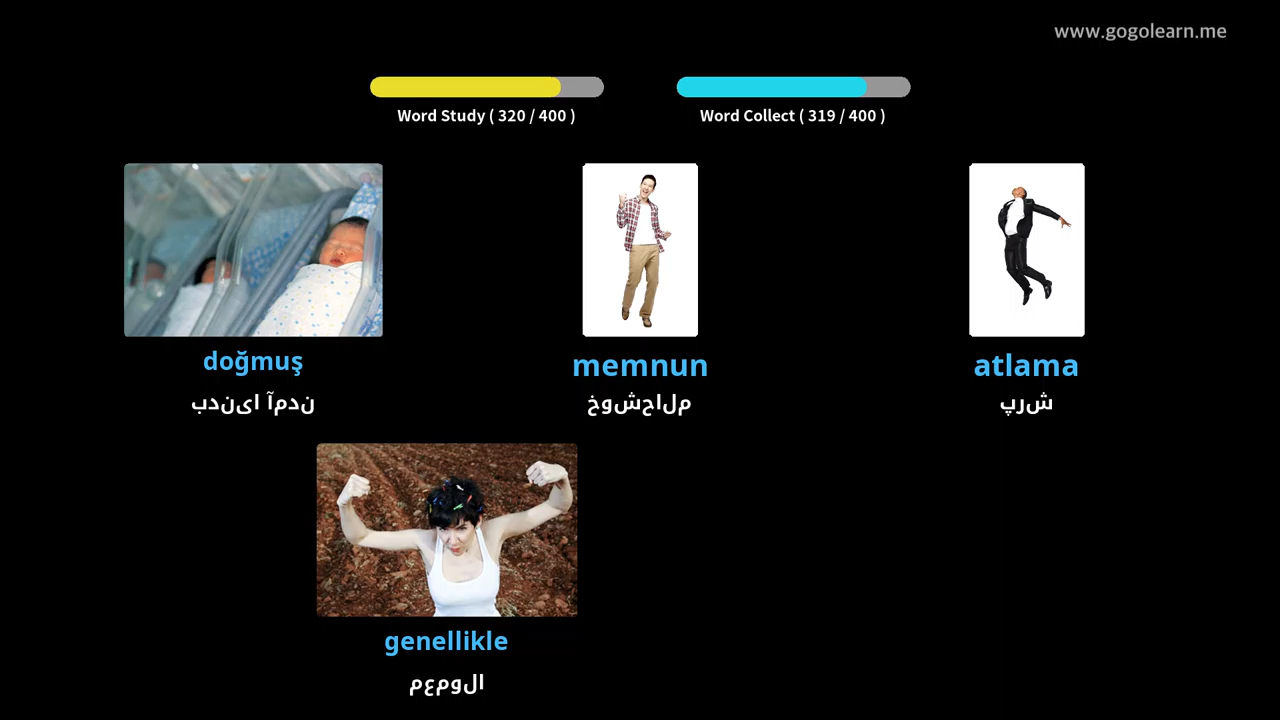 www.gogolearn.me
Word Study ( 320 / 400 )
Word Collect ( 319 / 400 )
doğmuş
ندمآ ایندب
memnun
ملاحشوخ
atlama
شرپ
genellikle
الومعم